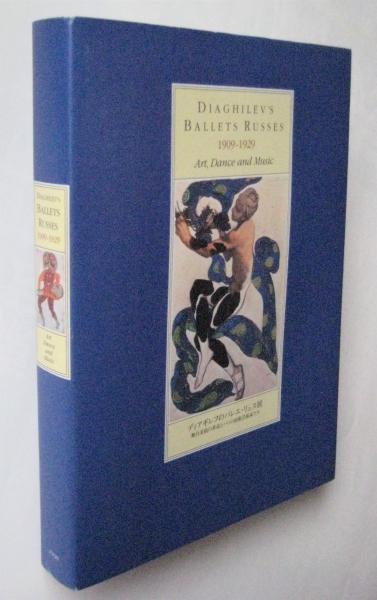 DIAGHILEV'S
BALLETS RUSSES
1909-1929
Art, Dance and Music
ディアギレフのバレエ・リュス展
DIAGHILEV'S
BALLETS
RUSSES
1909-1929
Art
Dance
and
Music